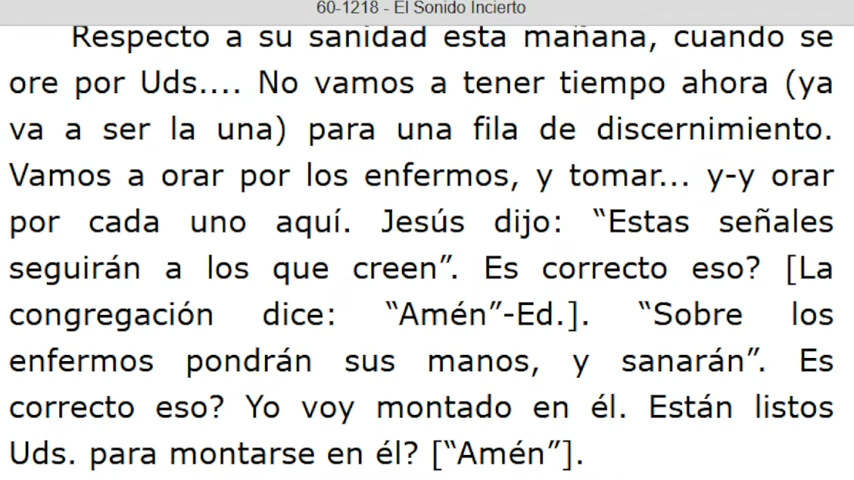 60-1218 - El Sonido Incierto
Respecto a su sanidad esta mañana, cuando se
ore por Uds.... No vamos a tener tiempo ahora (ya
va a ser la una) para una fila de discernimiento.
Vamos a orar por los enfermos, y tomar... y-y orar
por cada uno aquí. Jesús dijo: “Estas señales
seguirán a los que creen”. Es correcto eso? [La
congregación dice: “Amén”-Ed.]. “Sobre los
enfermos pondrán sus manos, y sanarán”. Es
correcto eso? Yo voy montado en él. Están listos
Uds. para montarse en él? [“Amén”].